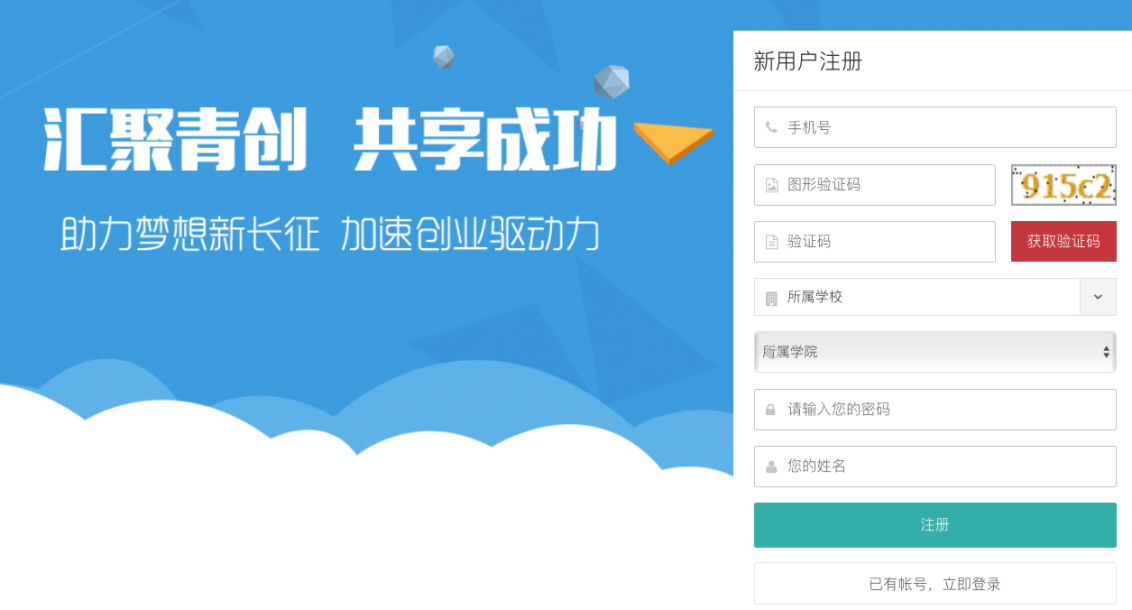 汇聚青创 共享成功
助力梦想新长征 加速创业驱动力
新用户注册
手机号
图形验证码
915c2
验证码
获取验证码
所属学校
所属学院
请输入您的密码
您的姓名
注册
已有帐号，立即登录